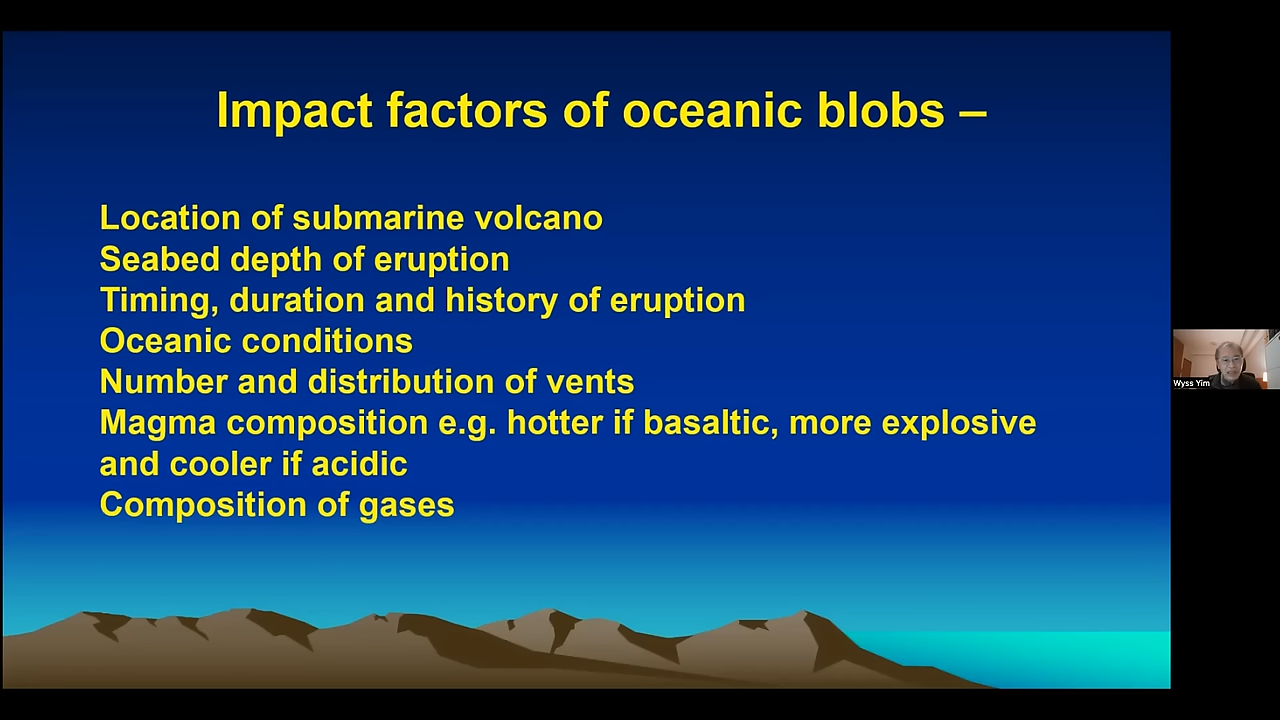 Impact factors of oceanic blobs –
Location of submarine volcano
Seabed depth of eruption
Timing, duration and history of eruption
Oceanic conditions
Number and distribution of vents
Magma composition e.g. hotter if basaltic, more explosive
and cooler if acidic
Composition of gases
Wyss Yim